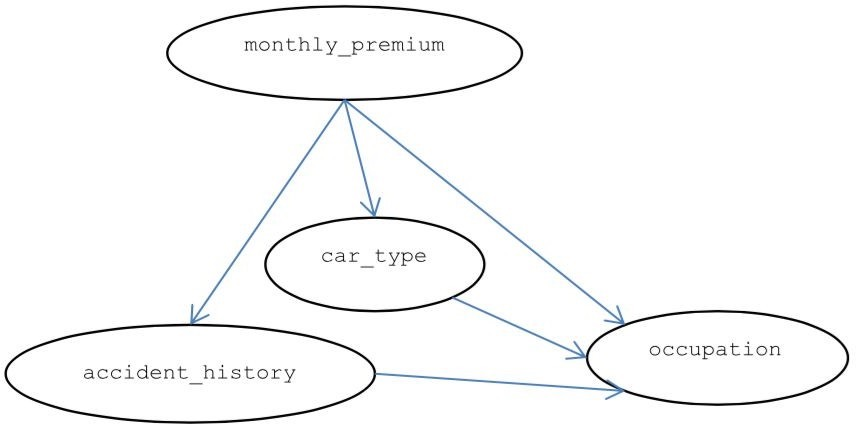 monthly_premium
car_type
occupation
accident_history